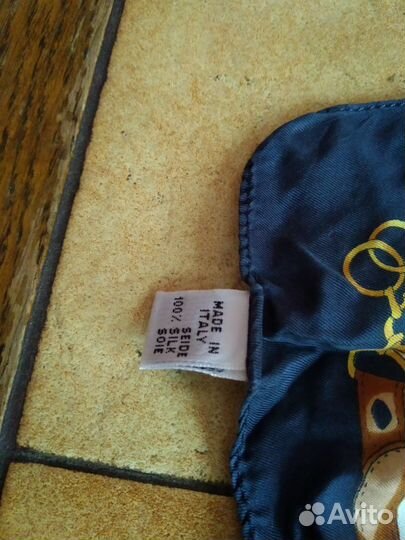 MADE IN
ITALY
100% SEIDE
SILK
SOIE
Avito